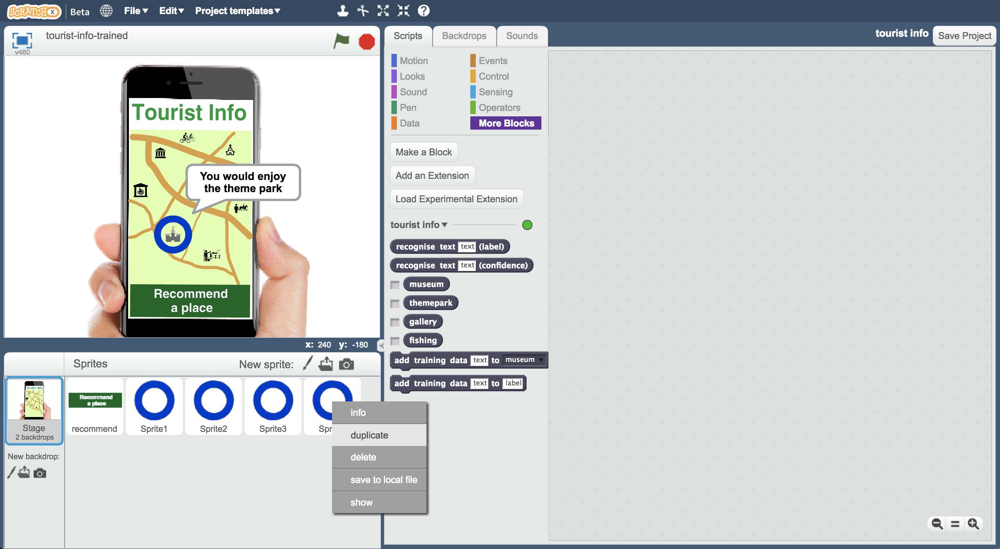 SCRATCHX
Beta
File
Edit
Project templates
tourist-info-trained
v460
Tourist Info
You would enjoy
the theme park
Recommend
a place
x: 240 y: -180
Sprites
New sprite:
Stage
2 backdrops
New backdrop:
Recommend
a place
recommend
Sprite1
Sprite2
Sprite3
Spr
info
duplicate
delete
save to local file
show
Scripts
Backdrops
Sounds
tourist info
Save Project
Motion
Looks
Sound
Pen
Data
Events
Control
Sensing
Operators
More Blocks
Make a Block
Add an Extension
Load Experimental Extension
tourist info
recognise text text (label)
recognise text text (confidence)
museum
themepark
gallery
fishing
add training data text to museum
add training data text to label